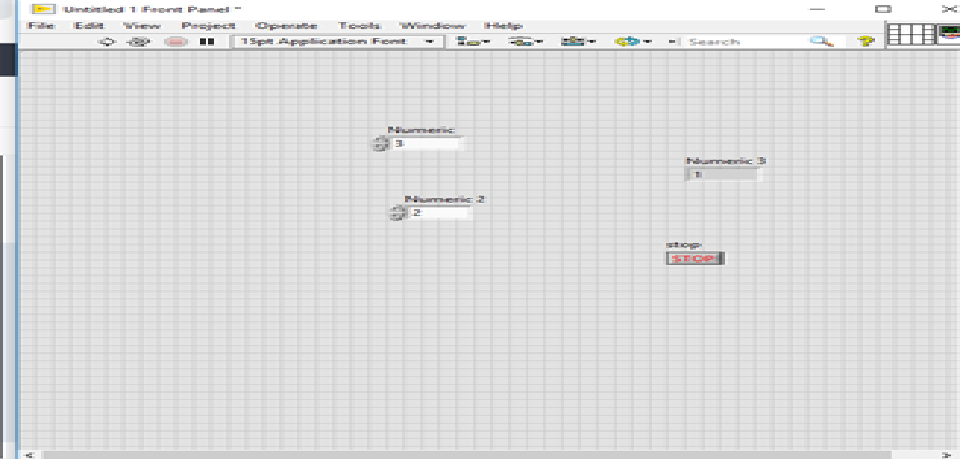 Untitled 1 Front Panel *
File Edit View Project Operate Tools Window Help
15pt Application Font Search
Numeric
3
Numeric 3
1
Numeric 2
2
stop
STOP